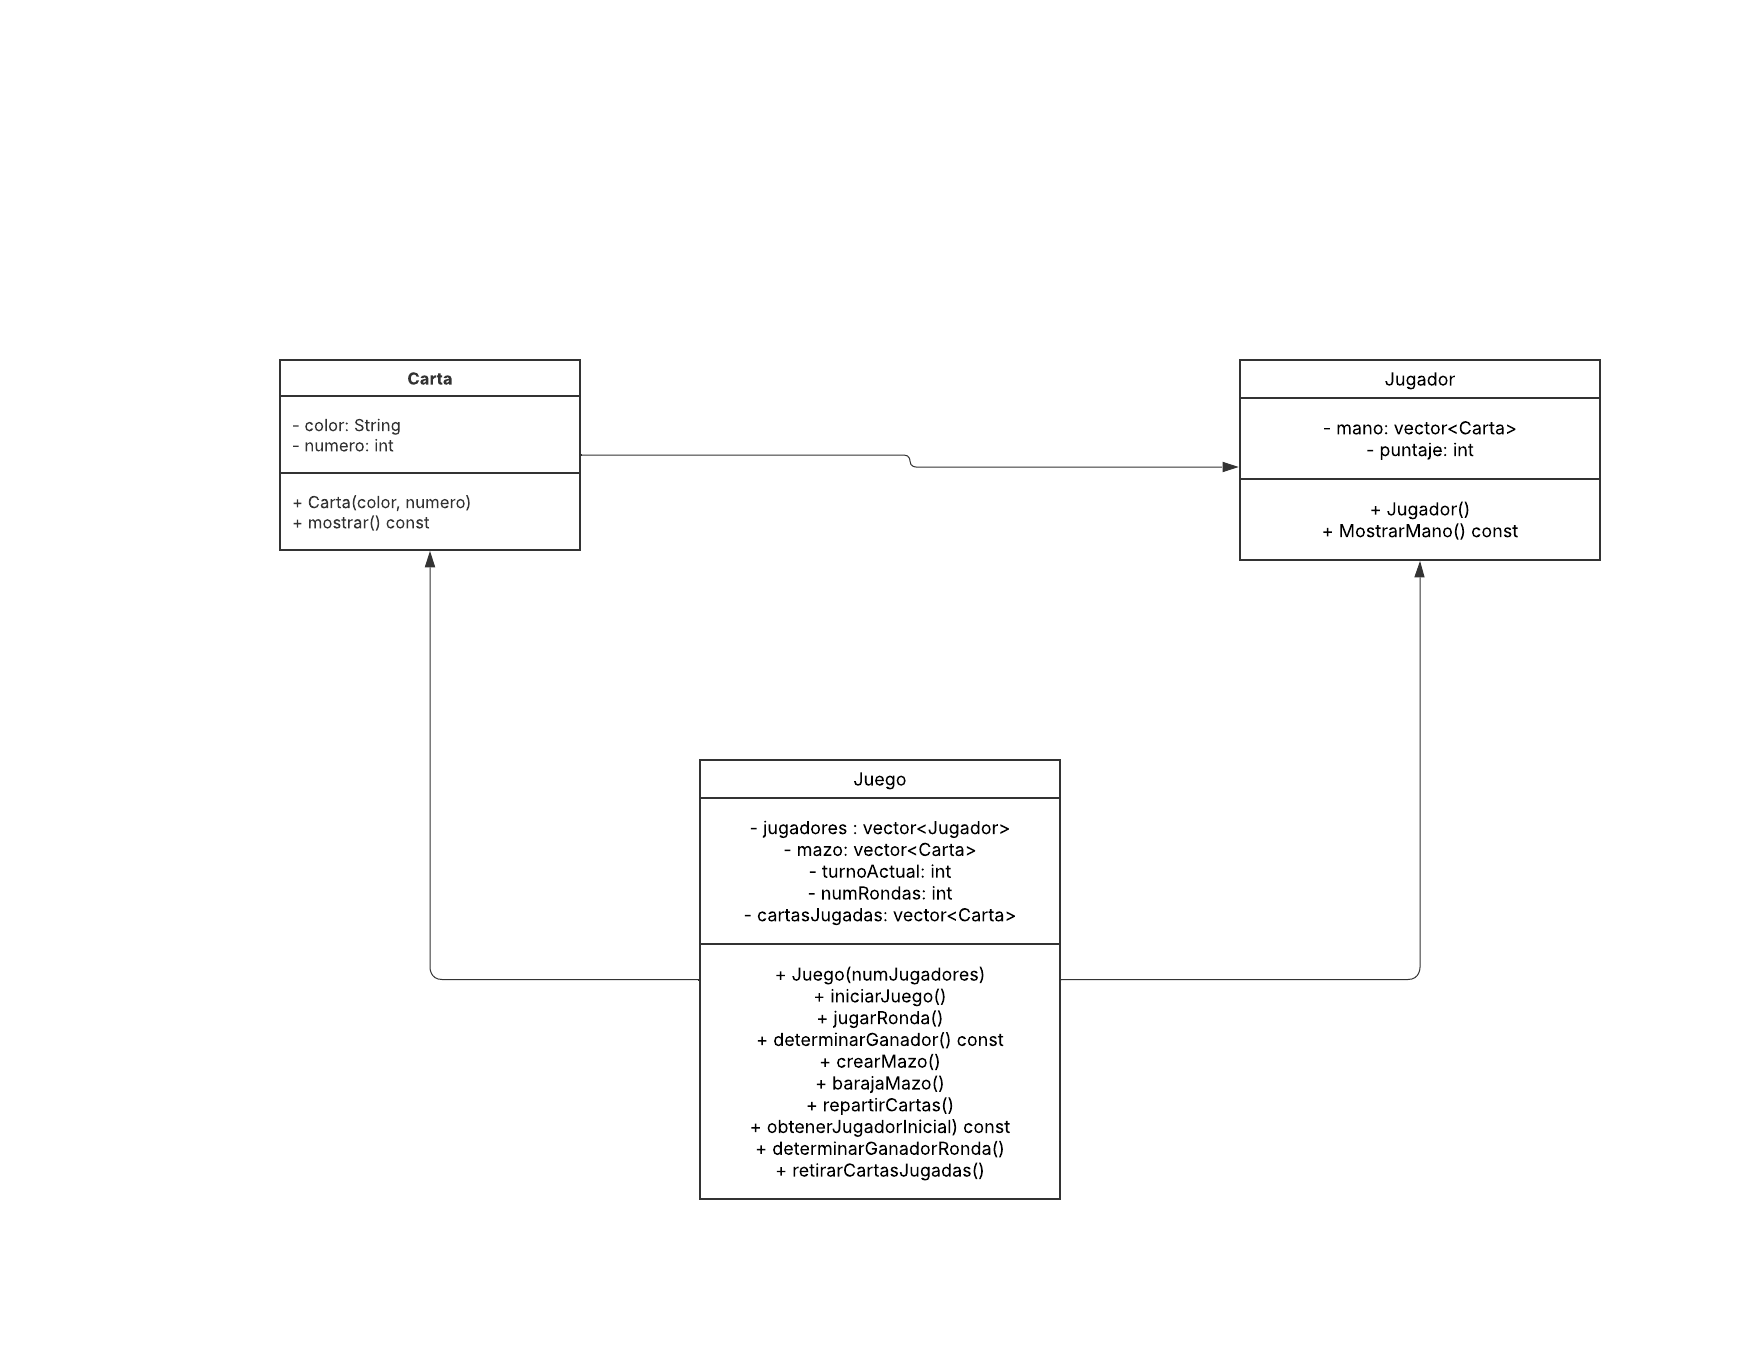 Carta
- color: String
- numero: int
+ Carta(color, numero)
+ mostrar() const
Jugador
- mano: vector<Carta>
- puntaje: int
+ Jugador()
+ MostrarMano() const
Juego
- jugadores : vector<Jugador>
- mazo: vector<Carta>
- turnoActual: int
- numRondas: int
- cartasJugadas: vector<Carta>
+ Juego(numJugadores)
+ iniciarJuego()
+ jugarRonda()
+ determinarGanador() const
+ crearMazo()
+ barajaMazo()
+ repartirCartas()
+ obtenerJugadorInicial) const
+ determinarGanadorRonda()
+ retirarCartasJugadas()